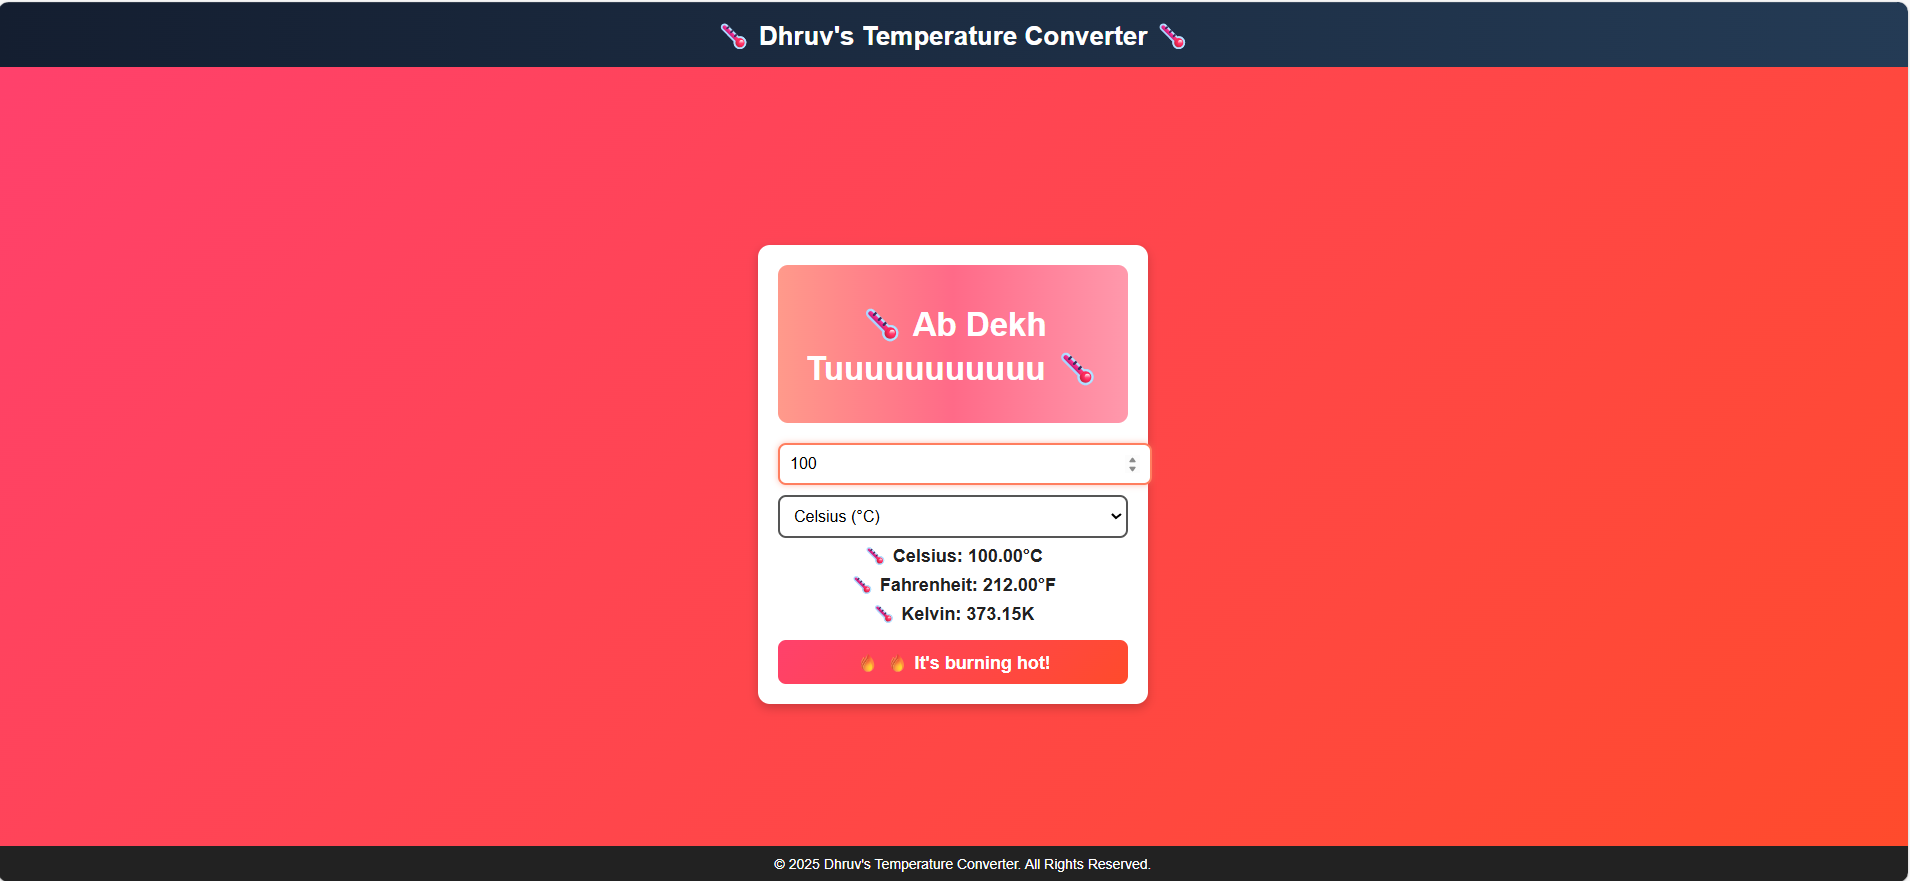 🌡️ Dhruv's Temperature Converter 🌡️
🌡️ Ab Dekh
Tuuuuuuuuuuu 🌡️
100
Celsius (°C)
🌡️ Celsius: 100.00°C
🌡️ Fahrenheit: 212.00°F
🌡️ Kelvin: 373.15K
🔥 🔥 It's burning hot!
© 2025 Dhruv's Temperature Converter. All Rights Reserved.